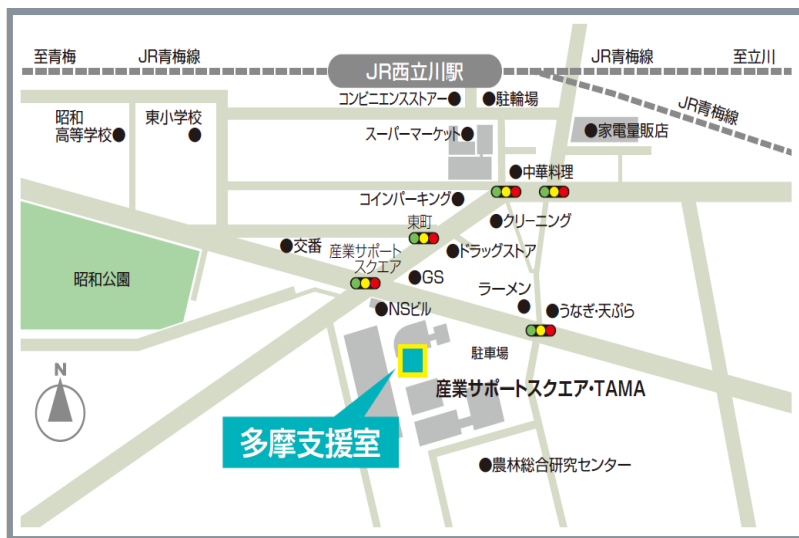 至青梅
JR青梅線
JR西立川駅
JR青梅線
至立川
コンビニエンスストアー
駐輪場
JR青梅線
昭和
高等学校
東小学校
スーパーマーケット
家電量販店
中華料理
コインパーキング
クリーニング
東町
交番
産業サポート
スクエア
ドラッグストア
昭和公園
GS
ラーメン
NSビル
うなぎ・天ぷら
駐車場
N
産業サポートスクエア・TAMA
多摩支援室
農林総合研究センター